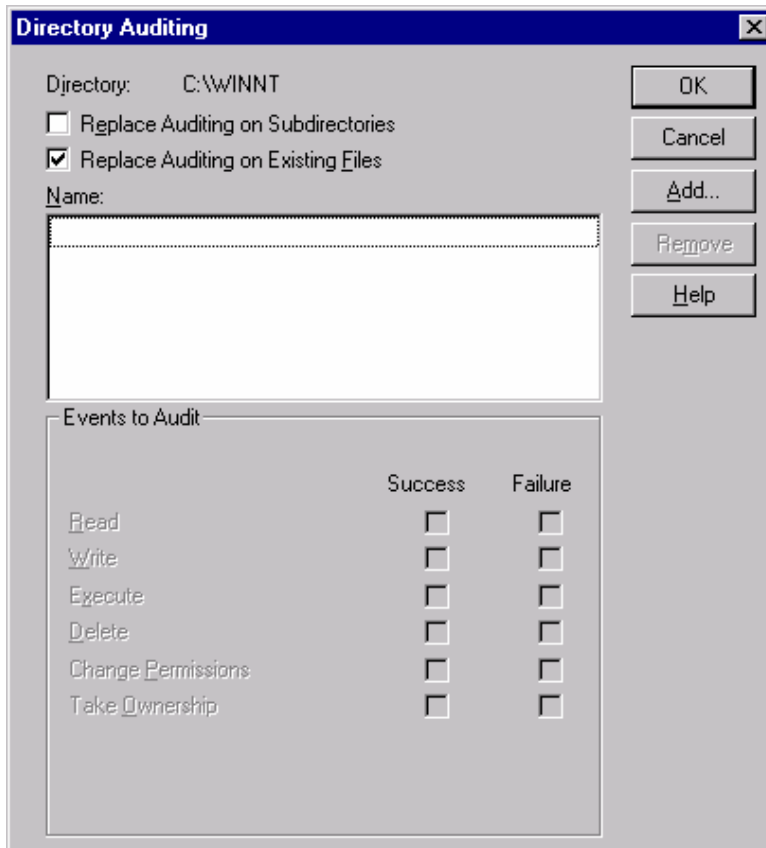 Directory Auditing
Directory: C:\WINNT
Replace Auditing on Subdirectories
Replace Auditing on Existing Files
Name:
OK
Cancel
Add...
Remove
Help
Events to Audit
Success Failure
Read
Write
Execute
Delete
Change Permissions
Take Ownership